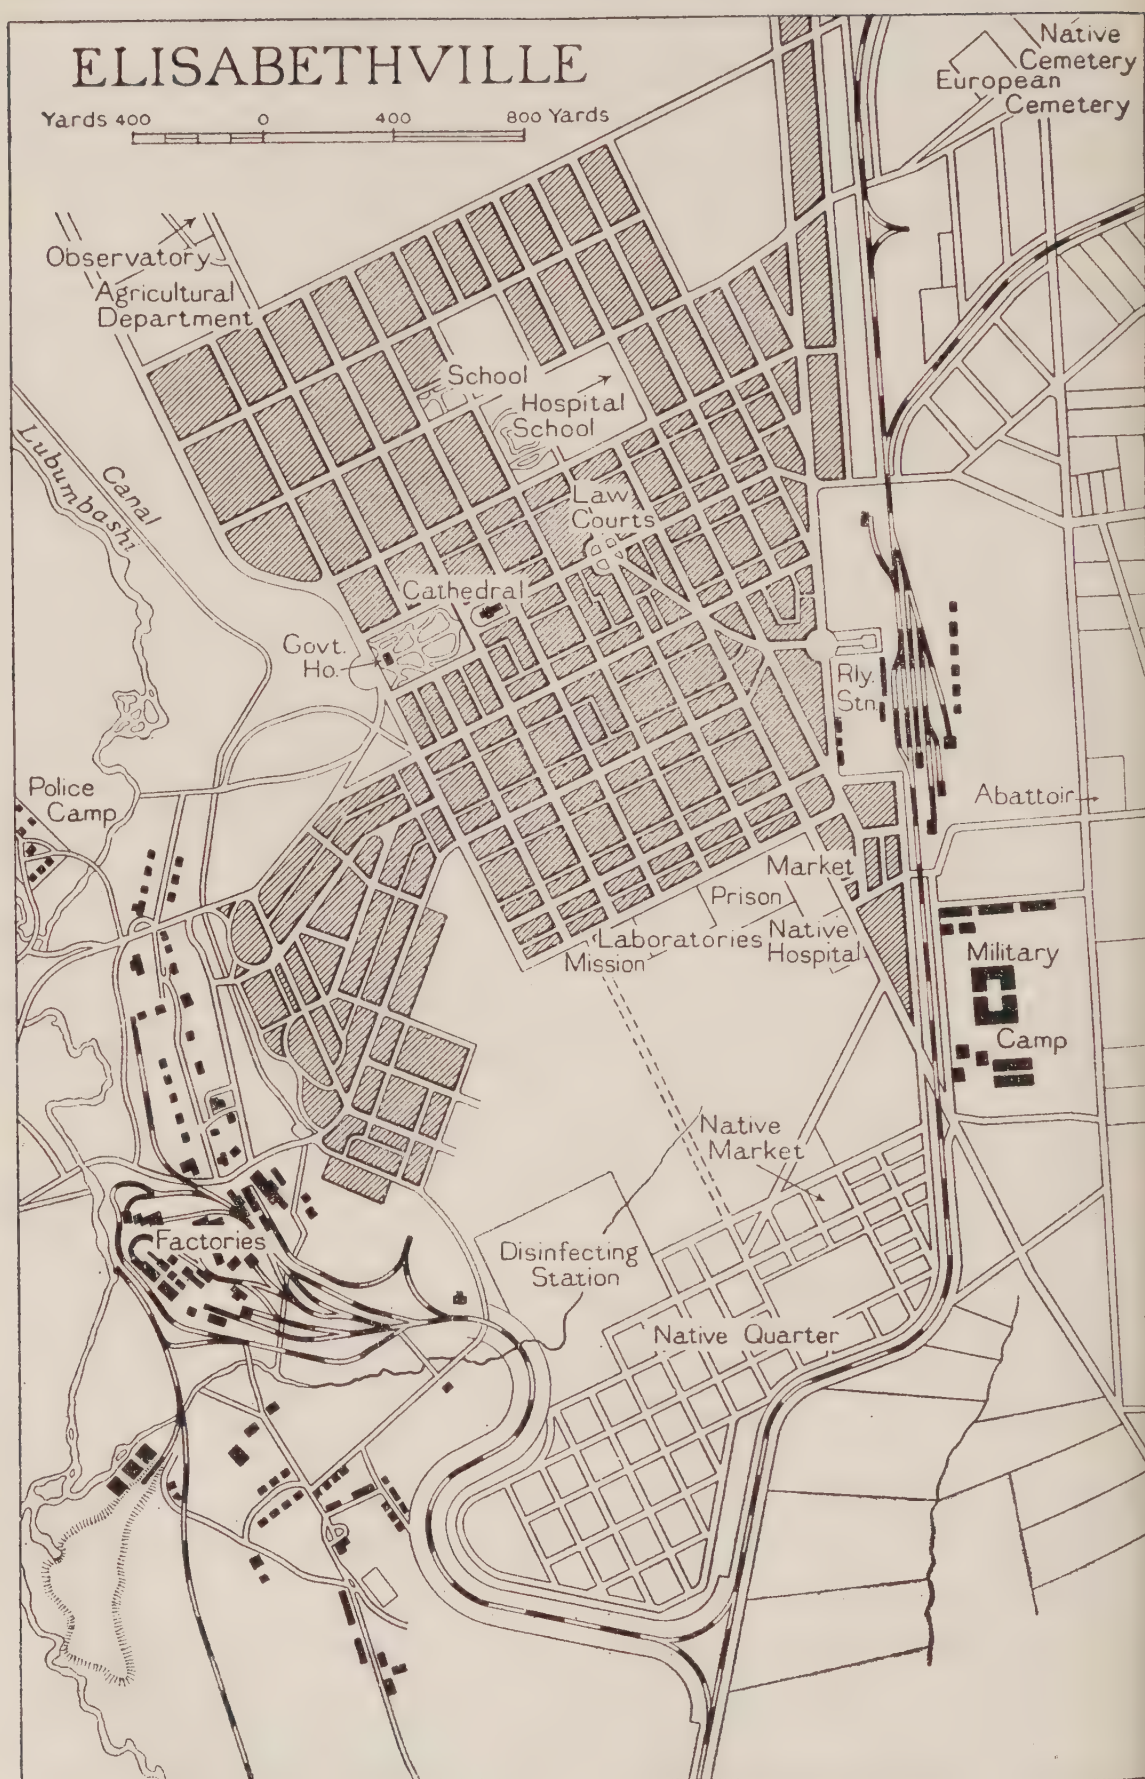 ELISABETHVILLE
Yards 400 0 400 800 Yards
Native
Cemetery
European
Cemetery
Observatory
Agricultural
Department
School
Hospital
School
Canal
Lubumbashi
Law
Courts
Cathedral
Govt.
Ho.
Rly.
Stn.
Police
Camp
Abattoir
Market
Prison
Laboratories
Native
Hospital
Mission
Military
Camp
Native
Market
Factories
Disinfecting
Station
Native Quarter